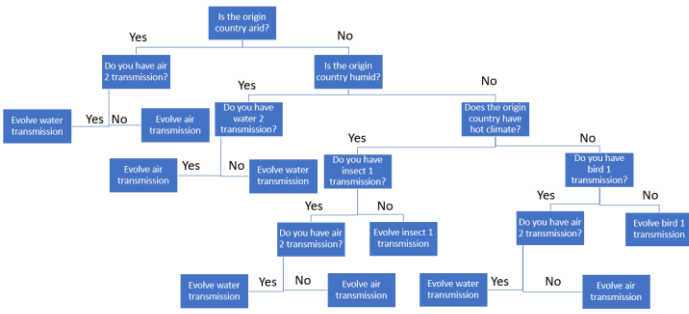 Is the origin
country arid?
Yes
No
Do you have air
2 transmission?
Is the origin
country humid?
Yes
No
Evolve water
transmission
Yes
No
Evolve air
transmission
Do you have
water 2
transmission?
Does the origin
country have
hot climate?
Yes
No
Evolve air
transmission
Yes
No
Evolve water
transmission
Do you have
insect 1
transmission?
Do you have
bird 1
transmission?
Yes
No
Yes
No
Do you have air
2 transmission?
Evolve insect 1
transmission
Do you have air
2 transmission?
Evolve bird 1
transmission
Evolve water
transmission
Yes
No
Evolve air
transmission
Evolve water
transmission
Yes
No
Evolve air
transmission